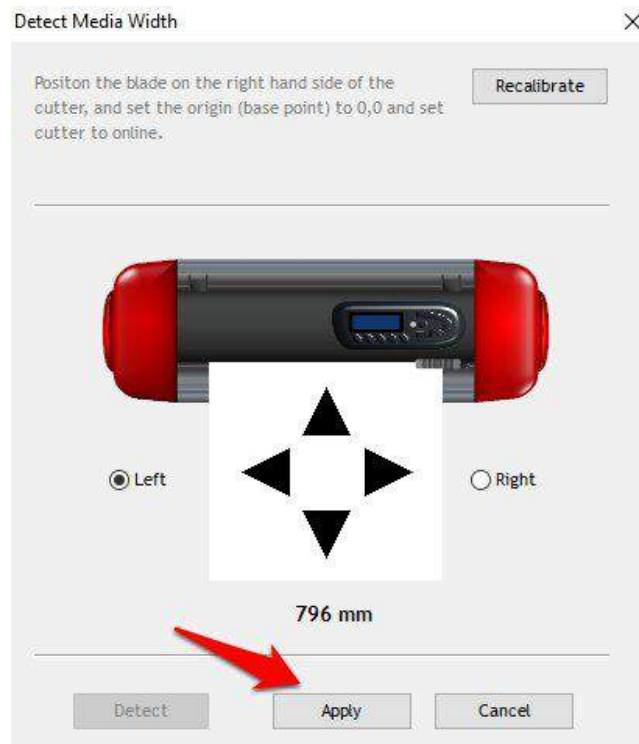 Detect Media Width
Positon the blade on the right hand side of the
cutter, and set the origin (base point) to 0,0 and set
cutter to online.
Recalibrate
Left
Right
796 mm
Detect
Apply
Cancel